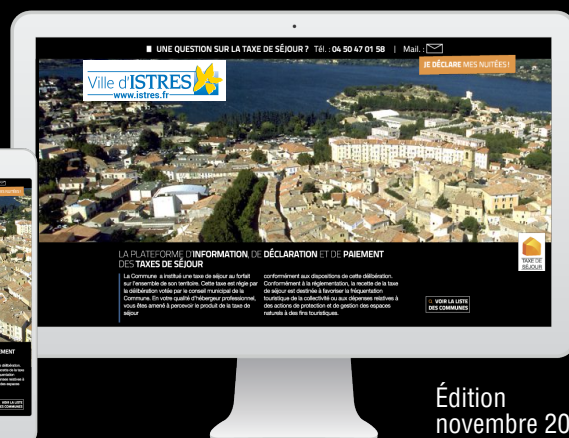 UNE QUESTION SUR LA TAXE DE SÉJOUR ? Tél. : 04 50 47 01 58 | Mail. :
JE DÉCLARE MES NUITÉES !
Ville d'ISTRES
www.istres.fr
LA PLATEFORME D'INFORMATION, DE DÉCLARATION ET DE PAIEMENT
DES TAXES DE SÉJOUR
La Commune a institué une taxe de séjour au forfait
sur l'ensemble de son territoire. Cette taxe est régie par
la délibération votée par le conseil municipal de la
Commune. En votre qualité d'hébergeur professionnel,
vous êtes amené à percevoir le produit de la taxe de
séjour
conformément aux dispositions de cette délibération.
Conformément à la réglementation, la recette de la taxe
de séjour est destinée à favoriser la fréquentation
touristique de la collectivité ou aux dépenses relatives à
des actions de protection et de gestion des espaces
naturels à des fins touristiques.
TAXE DE
SÉJOUR
VOIR LA LISTE
DES COMMUNES
EMENT
VOIR LA LISTE
DES COMMUNES
Édition
novembre 20